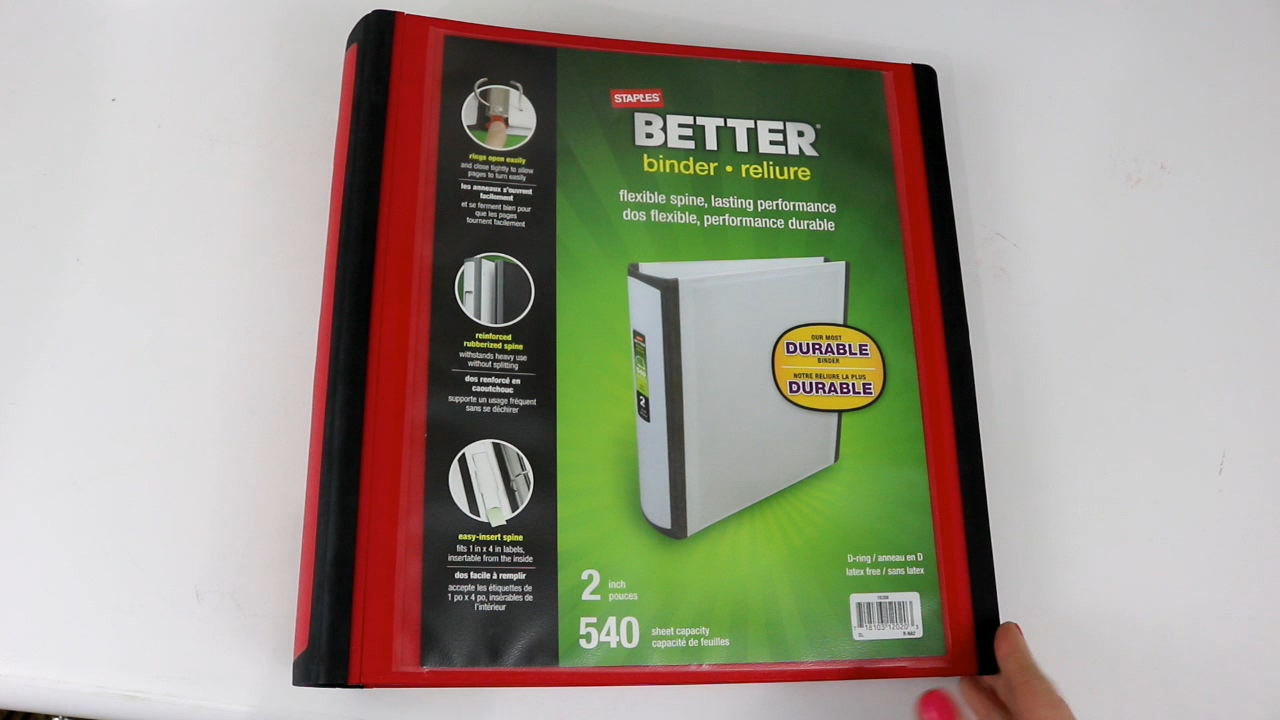 STAPLES
BETTER
binder • reliure
flexible spine, lasting performance
dos flexible, performance durable
rings open easily
and close tightly to allow
pages to turn easily
les anneaux s'ouvrent
facilement
et se ferment bien pour
que les pages
tournent facilement
reinforced
rubberized spine
withstands heavy use
without splitting
dos renforcé en
caoutchouc
supporte un usage fréquent
sans se déchirer
easy-insert spine
fits 1 in x 4 in labels,
insertable from the inside
dos facile à remplir
accepte les étiquettes de
1 po x 4 po, insérables de
l'intérieur
2
OUR MOST
DURABLE
BINDER
NOTRE RELIURE LA PLUS
DURABLE
D-ring / anneau en D
latex free / sans latex
2 inch
pouces
540 sheet capacity
capacité de feuilles
7 18103 12020 3